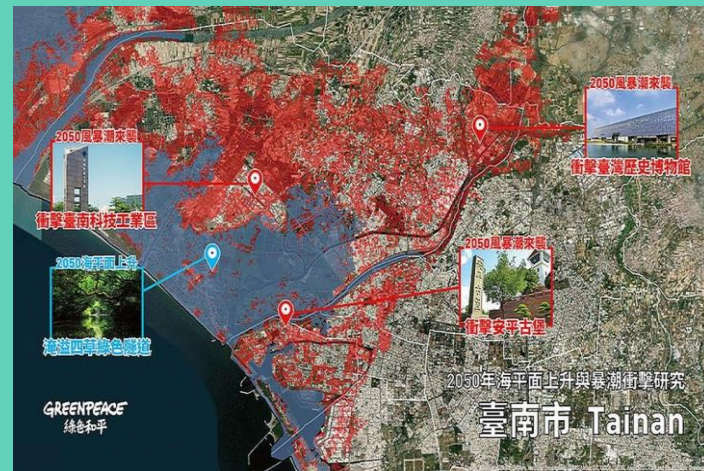 2050風暴潮來襲
衝擊臺灣歷史博物館
2050風暴潮來襲
衝擊臺南科技工業區
2050海平面上升
海溢四草綠色隧道
2050風暴潮來襲
衝擊安平古堡
GREENPEACE
綠色和平
2050年海平面上升與暴潮衝擊研究
臺南市 Tainan